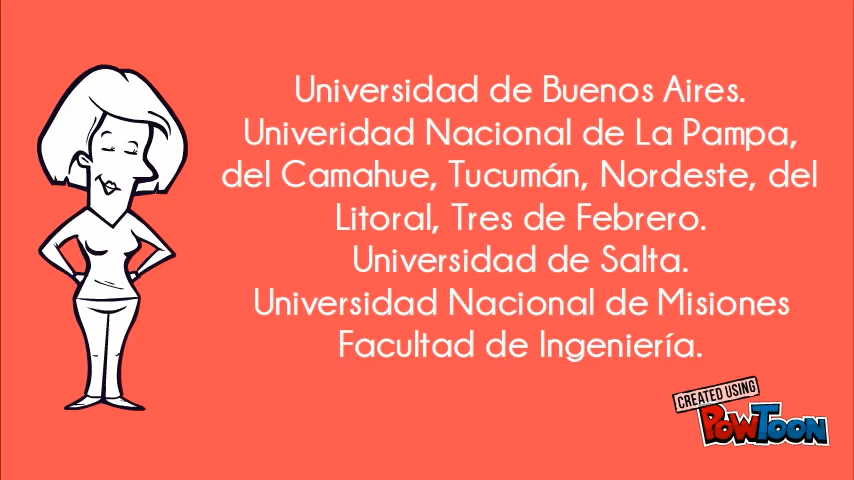 Universidad de Buenos Aires.
Univeridad Nacional de La Pampa,
del Camahue, Tucumán, Nordeste, del
Litoral, Tres de Febrero.
Universidad de Salta.
Universidad Nacional de Misiones
Facultad de Ingeniería.
CREATED USING
POWTOON